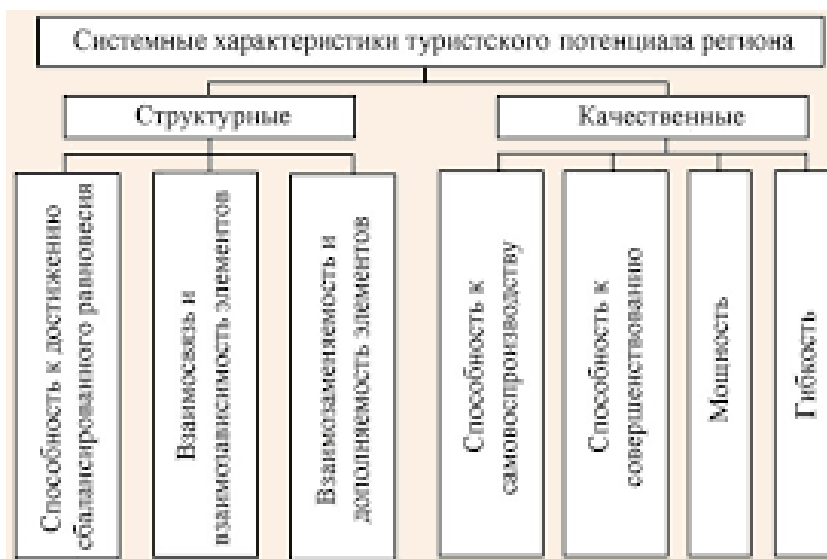 Системные характеристики туристского потенциала региона
Структурные
Качественные
Способность к достижению
сбалансированного равновесия
Взаимосвязь и
взаимозависимость элементов
Взаимозаменяемость и
дополняемость элементов
Способность к
самовоспроизводству
Способность к
совершенствованию
Мощность
Гибкость